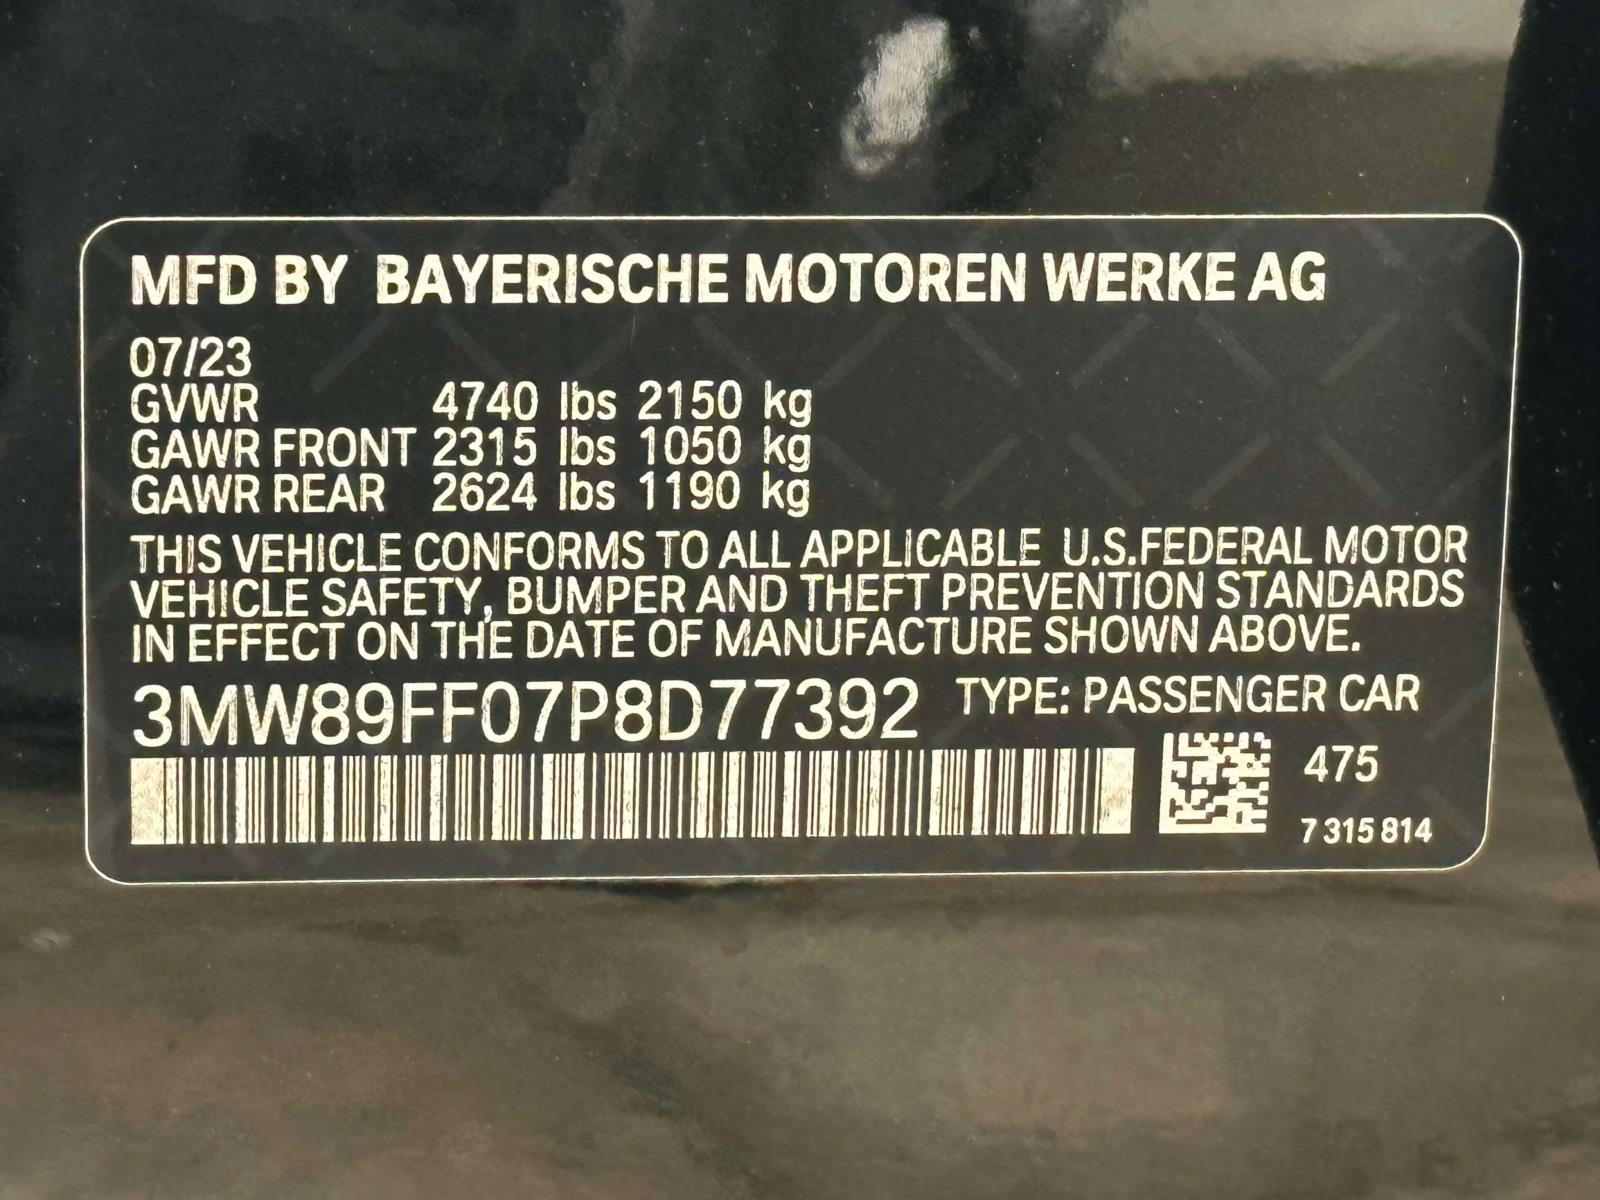 MFD BY BAYERISCHE MOTOREN WERKE AG
07/23
GVWR 4740 lbs 2150 kg
GAWR FRONT 2315 lbs 1050 kg
GAWR REAR 2624 lbs 1190 kg
THIS VEHICLE CONFORMS TO ALL APPLICABLE U.S.FEDERAL MOTOR
VEHICLE SAFETY, BUMPER AND THEFT PREVENTION STANDARDS
IN EFFECT ON THE DATE OF MANUFACTURE SHOWN ABOVE.
3MW89FF07P8D77392 TYPE: PASSENGER CAR
475
7 315 814